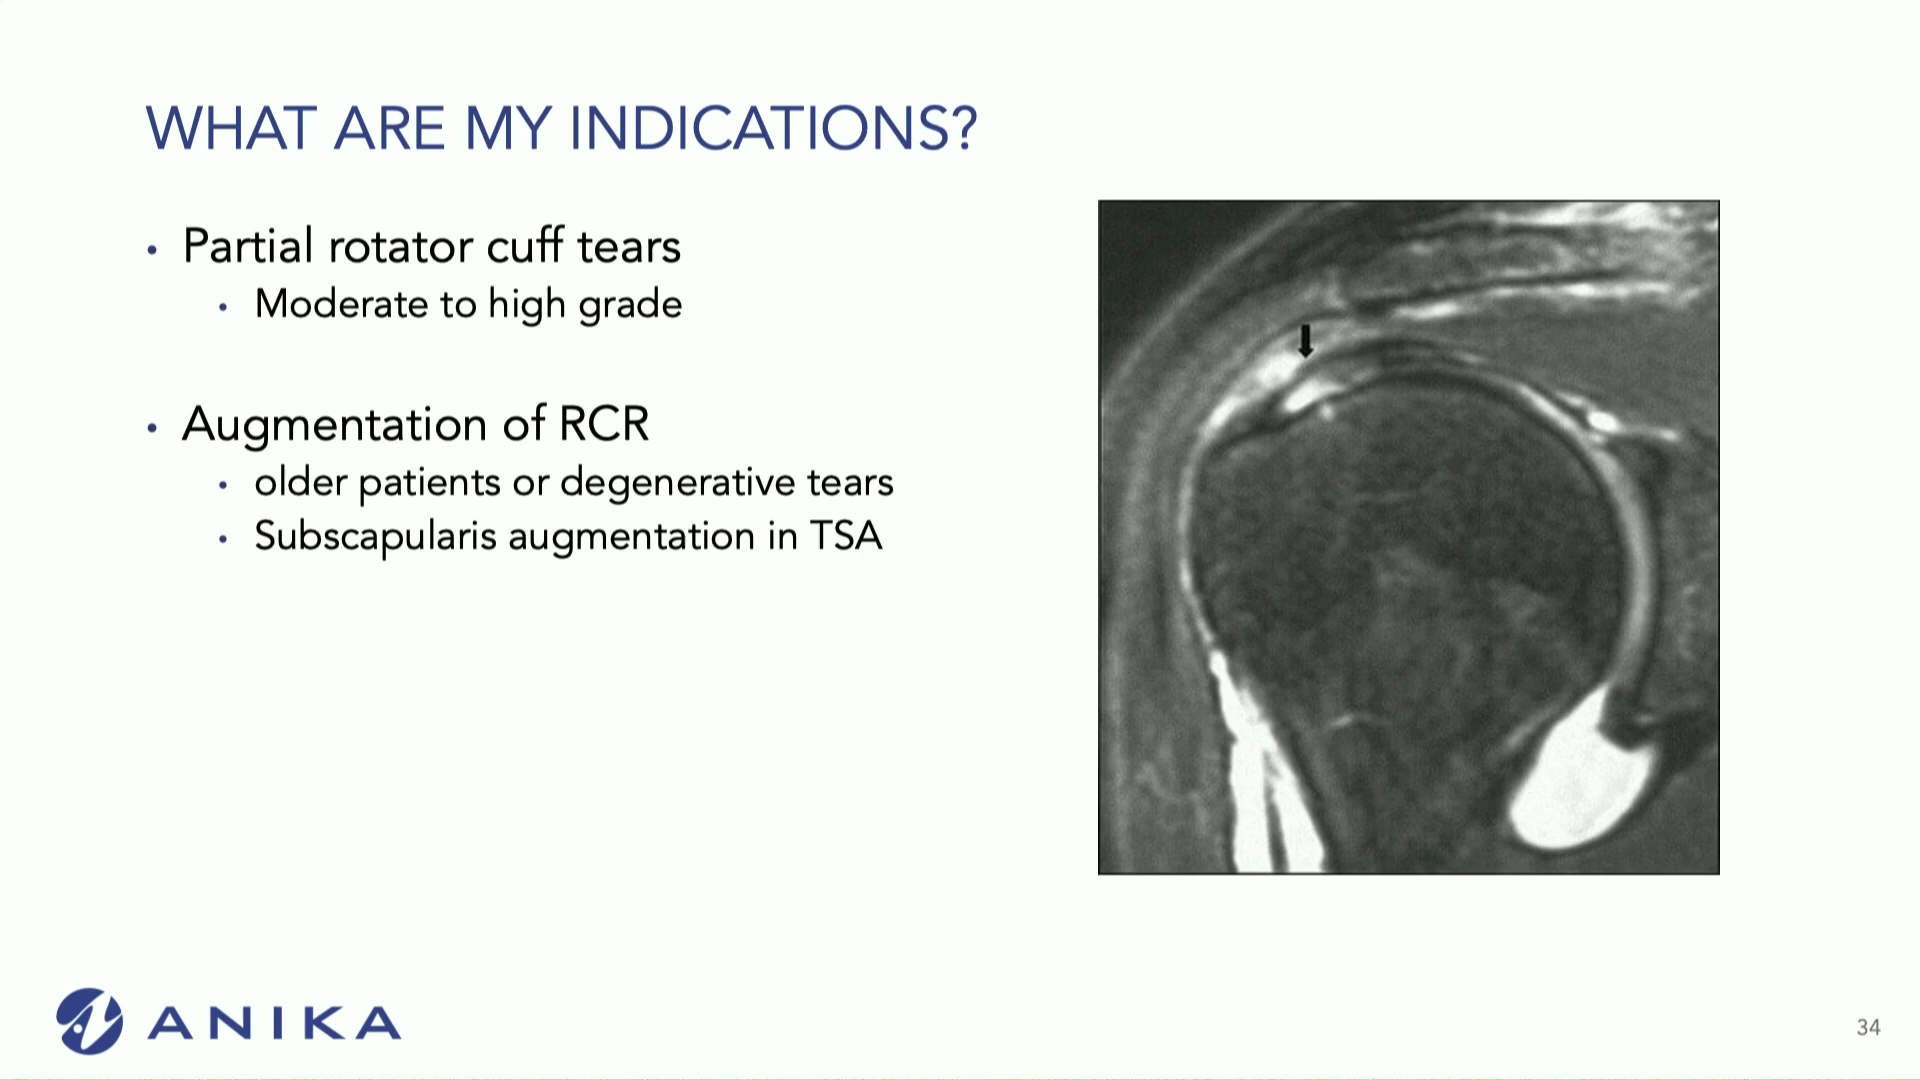 WHAT ARE MY INDICATIONS?
• Partial rotator cuff tears
• Moderate to high grade
• Augmentation of RCR
• older patients or degenerative tears
• Subscapularis augmentation in TSA
ANIKA
34